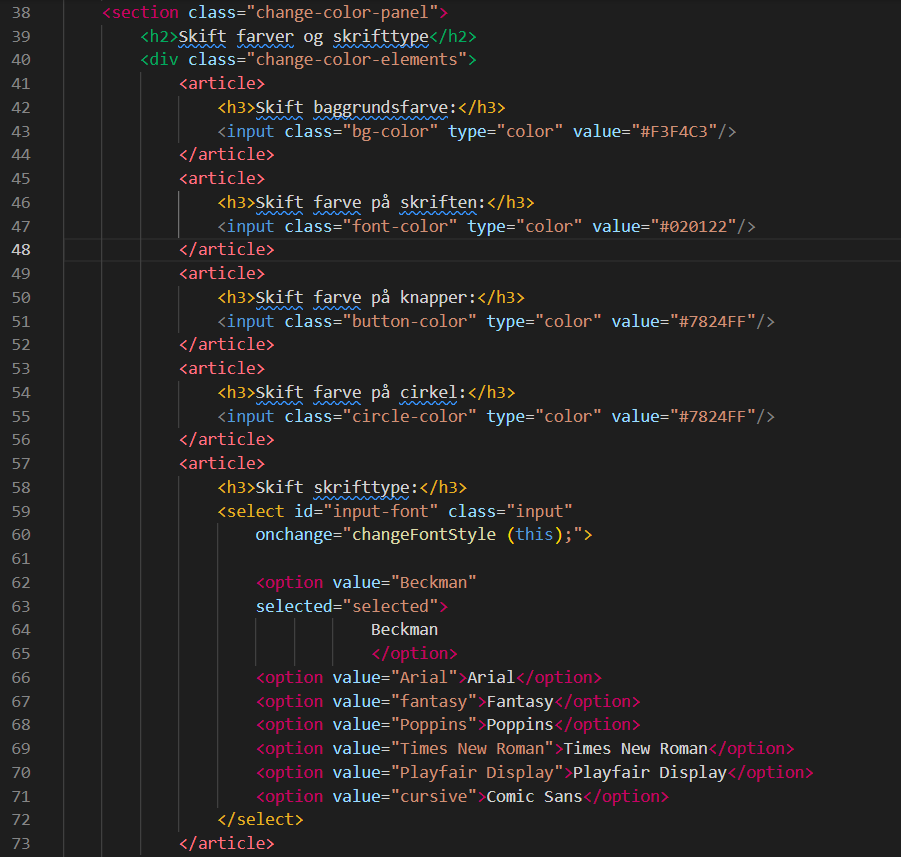 38 <section class="change-color-panel">
39 <h2>Skift farver og skrifttype</h2>
40 <div class="change-color-elements">
41 <article>
42 <h3>Skift baggrundsfarve:</h3>
43 <input class="bg-color" type="color" value="#F3F4C3"/>
44 </article>
45 <article>
46 <h3>Skift farve på skriften:</h3>
47 <input class="font-color" type="color" value="#020122"/>
48 </article>
49 <article>
50 <h3>Skift farve på knapper:</h3>
51 <input class="button-color" type="color" value="#7824FF"/>
52 </article>
53 <article>
54 <h3>Skift farve på cirkel:</h3>
55 <input class="circle-color" type="color" value="#7824FF"/>
56 </article>
57 <article>
58 <h3>Skift skrifttype:</h3>
59 <select id="input-font" class="input"
60 onchange="changeFontStyle (this);">
61
62 <option value="Beckman"
63 selected="selected">
64 Beckman
65 </option>
66 <option value="Arial">Arial</option>
67 <option value="fantasy">Fantasy</option>
68 <option value="Poppins">Poppins</option>
69 <option value="Times New Roman">Times New Roman</option>
70 <option value="Playfair Display">Playfair Display</option>
71 <option value="cursive">Comic Sans</option>
72 </select>
73 </article>